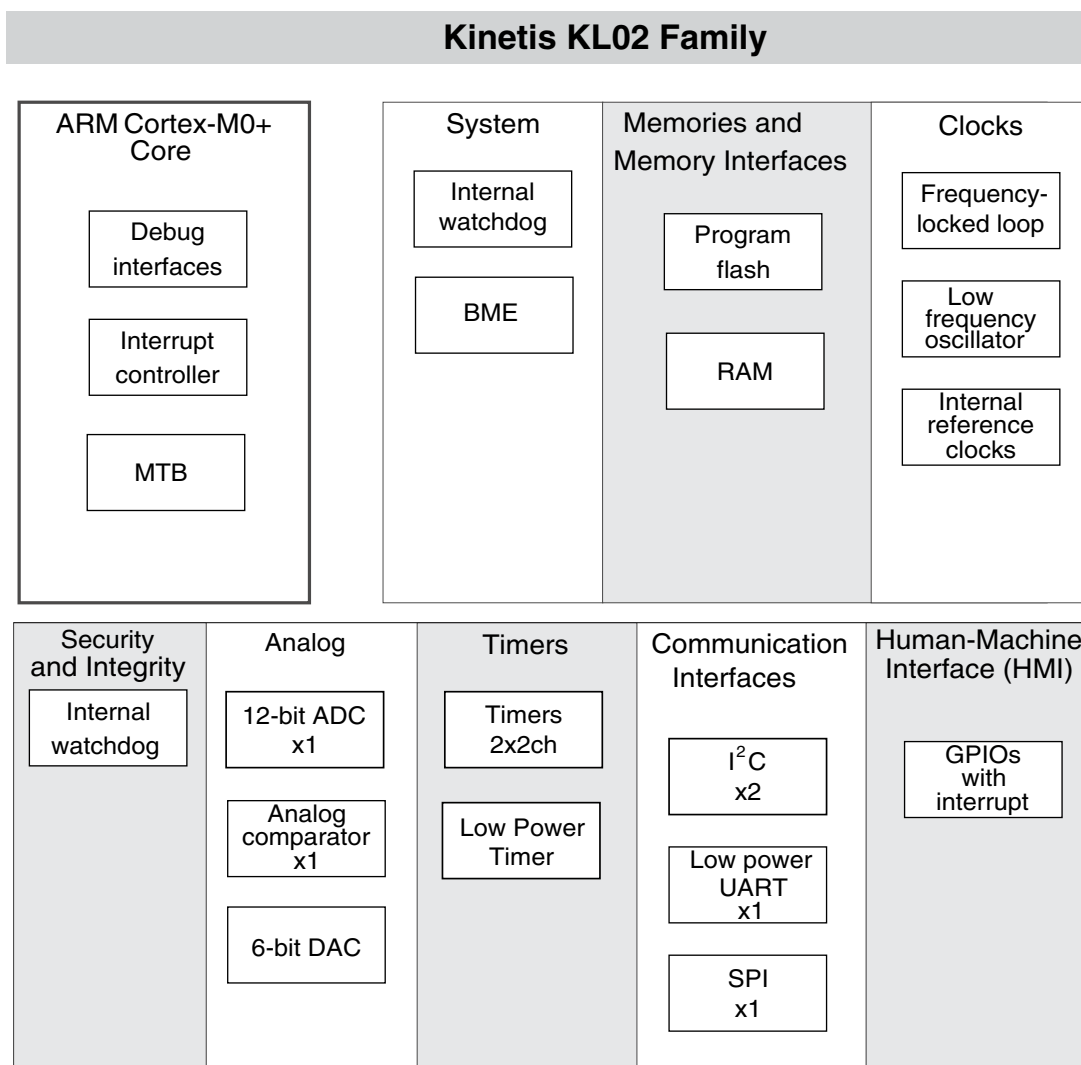 Kinetis KL02 Family
ARM Cortex-M0+
Core
Debug
interfaces
Interrupt
controller
MTB
System
Internal
watchdog
BME
Memories and
Memory Interfaces
Program
flash
RAM
Clocks
Frequency-
locked loop
Low
frequency
oscillator
Internal
reference
clocks
Security
and Integrity
Internal
watchdog
Analog
12-bit ADC
x1
Analog
comparator
x1
6-bit DAC
Timers
Timers
2x2ch
Low Power
Timer
Communication
Interfaces
I²C
x2
Low power
UART
x1
SPI
x1
Human-Machine
Interface (HMI)
GPIOs
with
interrupt